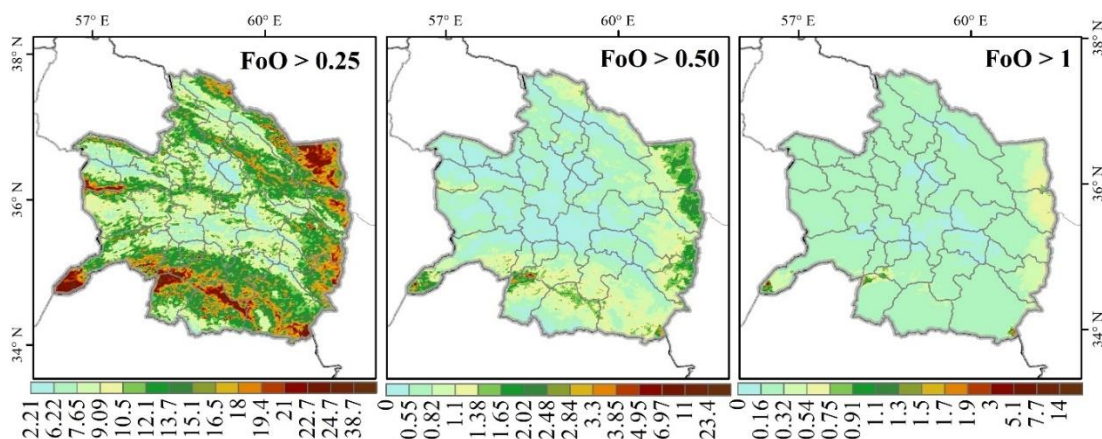 57° E 60° E 60° E 60° E
38° N
36° N
34° N
FoO > 0.25
FoO > 0.50
FoO > 1
38° N
36° N
34° N
2.21 6.25 7.65 9.09 10.5 12.1 13.7 15.1 16.5 18 19.4 21 22.7 24.7 38.7
0 0.55 0.82 1.1 1.38 1.65 2.02 2.48 2.84 3.3 3.85 4.95 6.97 11 23.4
0 0.16 0.32 0.54 0.75 0.91 1.1 1.3 1.5 1.7 1.9 3 5.1 7.7 14